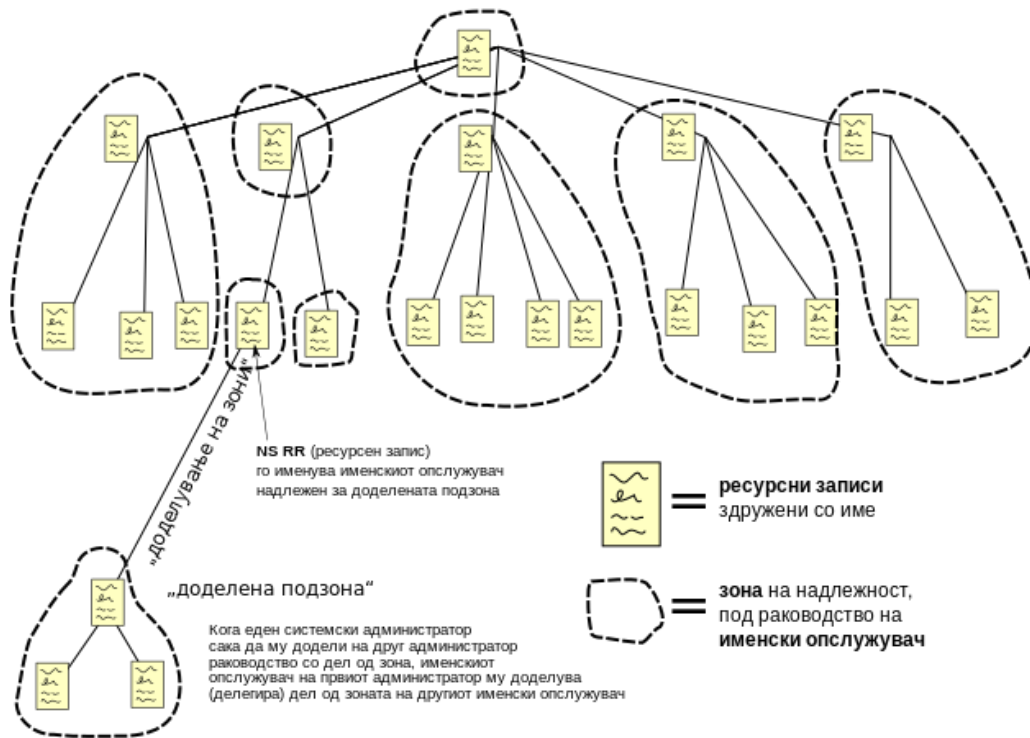 „доделување на зони“
NS RR (ресурсен запис)
го именува именскиот опслужувач
надлежен за доделената подзона
ресурсни записи
здружени со име
„доделена подзона“
зона на надлежност,
под раководство на
именски опслужувач
Кога еден системски администратор
сака да му додели на друг администратор
раководство со дел од зона, именскиот
опслужувач на првиот администратор му доделува
(делегира) дел од зоната на другиот именски опслужувач